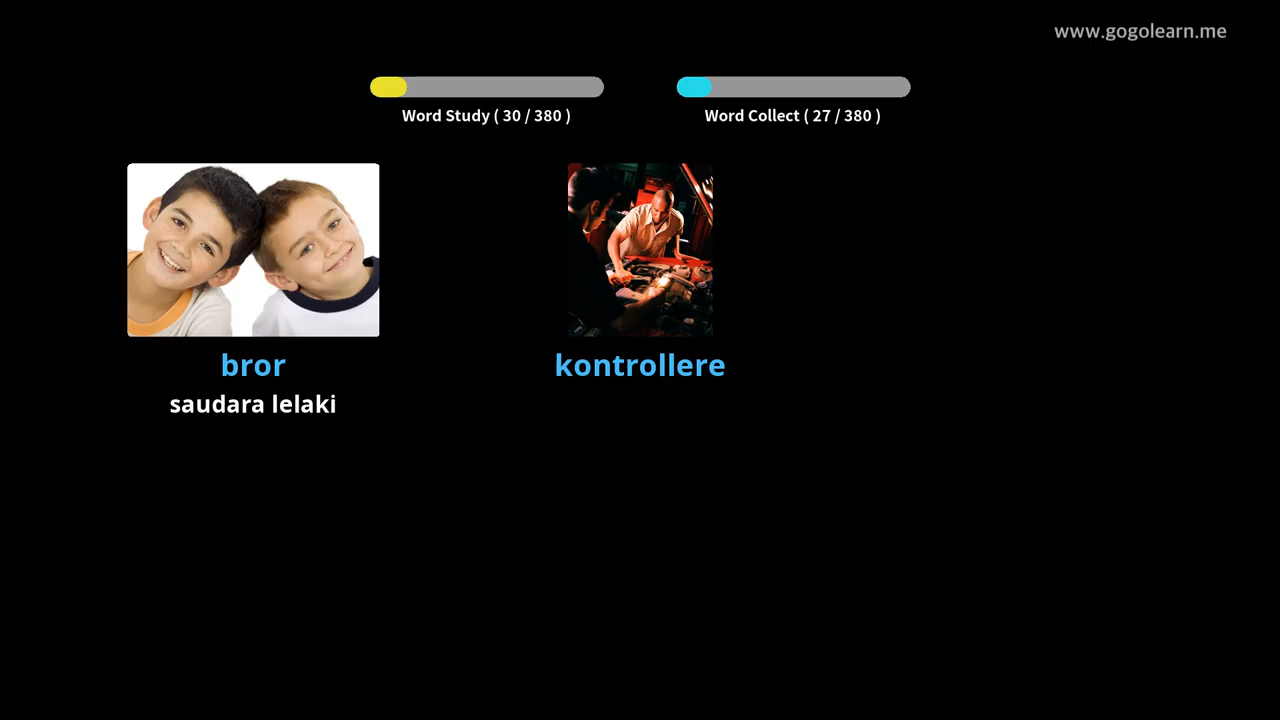 www.gogolearn.me
Word Study ( 30 / 380 )
Word Collect ( 27 / 380 )
bror
saudara lelaki
kontrollere